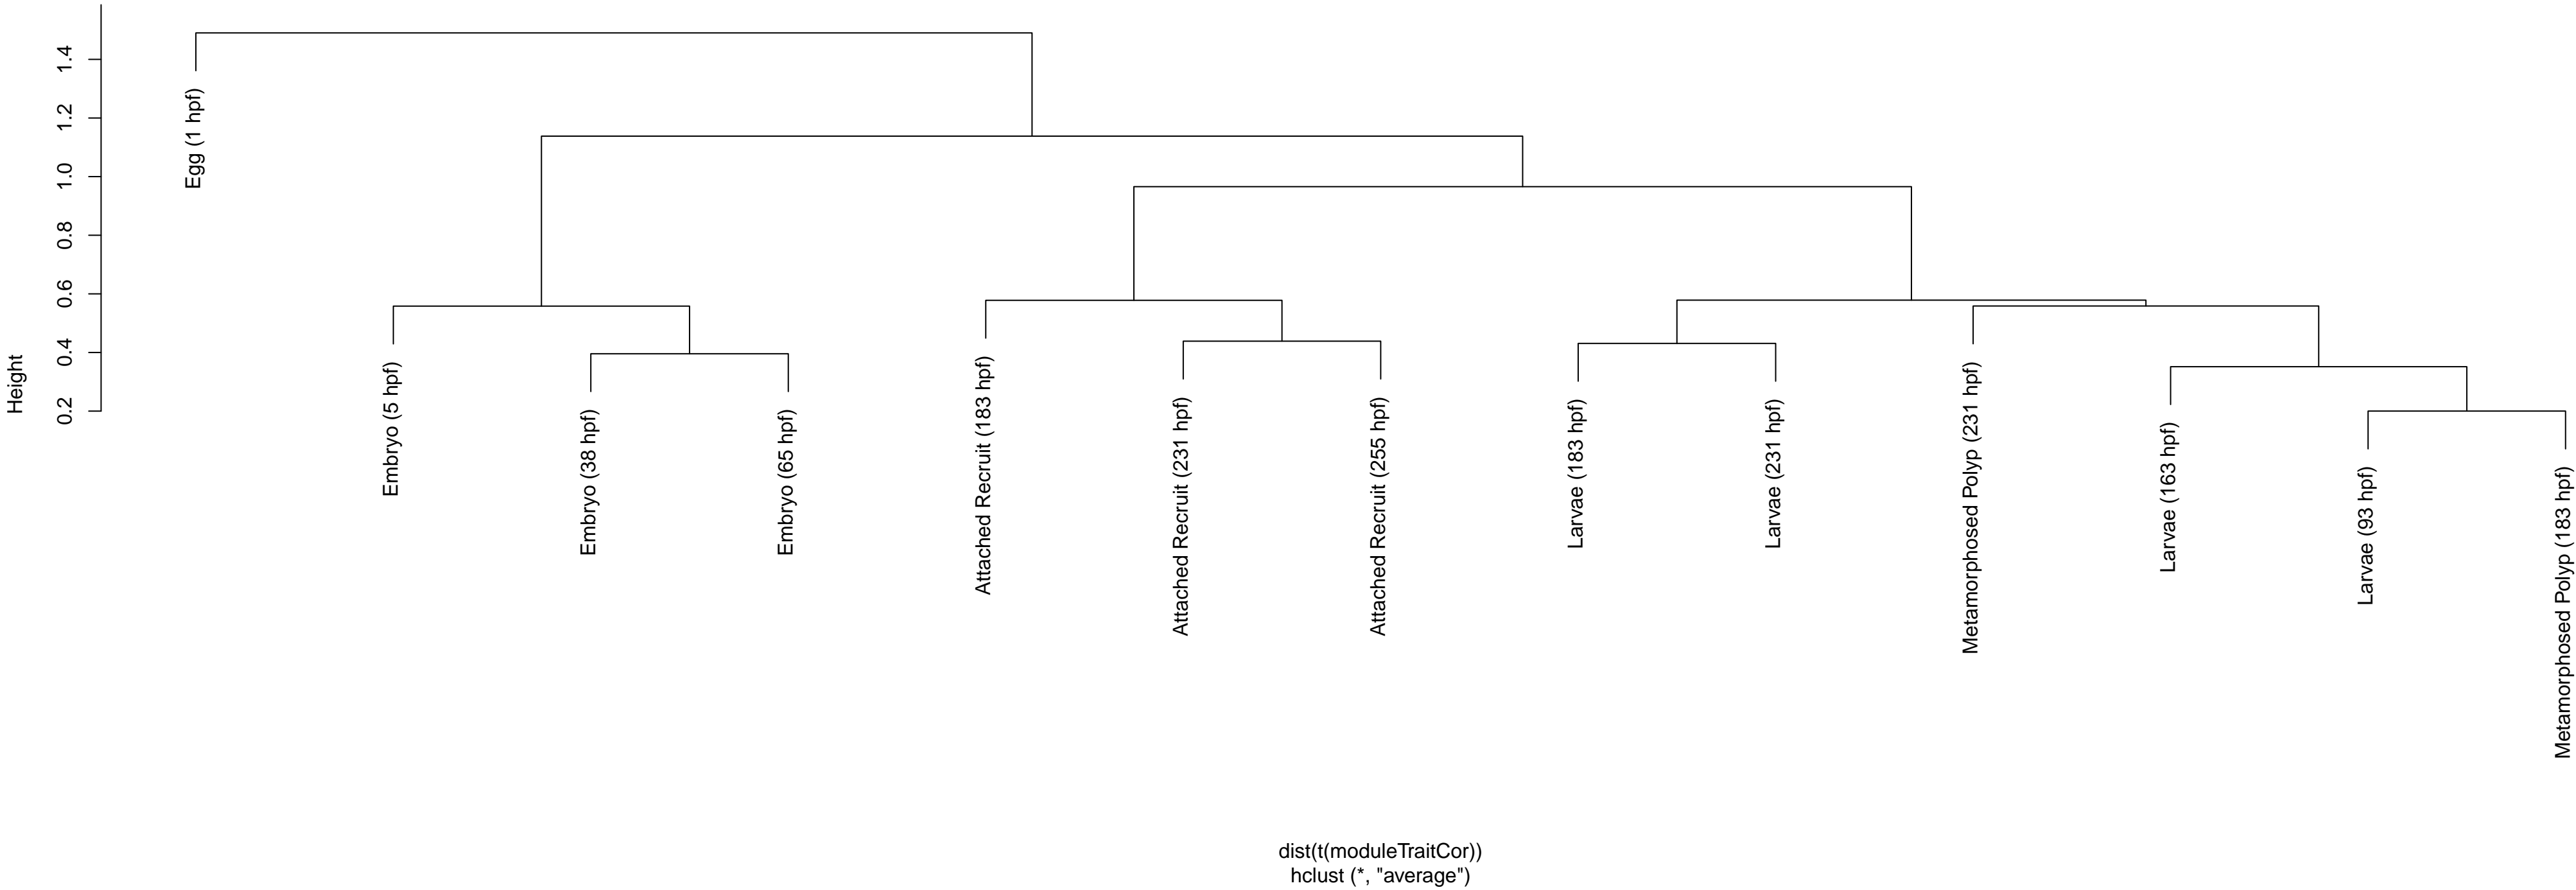 Height
1.4
1.2
1.0
0.8
0.6
0.4
0.2
Egg (1 hpf)
Embryo (5 hpf)
Embryo (38 hpf)
Embryo (65 hpf)
Attached Recruit (183 hpf)
Attached Recruit (231 hpf)
Attached Recruit (255 hpf)
Larvae (183 hpf)
Larvae (231 hpf)
Metamorphosed Polyp (231 hpf)
Larvae (163 hpf)
Larvae (93 hpf)
Metamorphosed Polyp (183 hpf)
dist(t(moduleTraitCor))
hclust (*, "average")